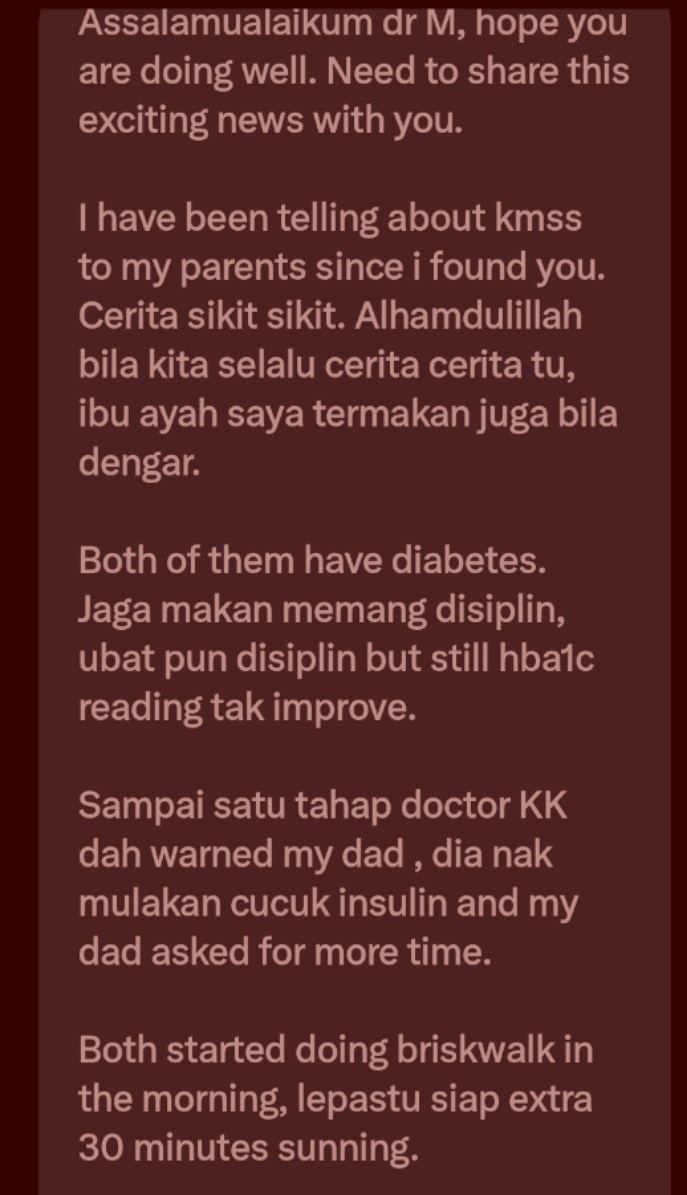 Assalamualaikum dr M, hope you
are doing well. Need to share this
exciting news with you.
I have been telling about kmss
to my parents since i found you.
Cerita sikit sikit. Alhamdulillah
bila kita selalu cerita cerita tu,
ibu ayah saya termakan juga bila
dengar.
Both of them have diabetes.
Jaga makan memang disiplin,
ubat pun disiplin but still hba1c
reading tak improve.
Sampai satu tahap doctor KK
dah warned my dad , dia nak
mulakan cucuk insulin and my
dad asked for more time.
Both started doing briskwalk in
the morning, lepastu siap extra
30 minutes sunning.